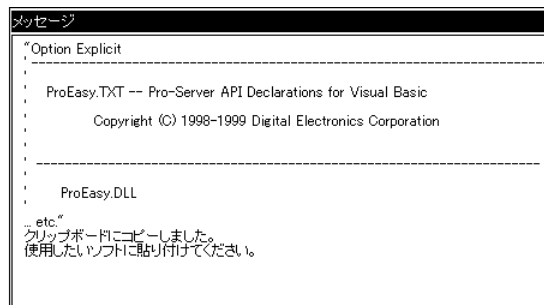 メッセージ
"Option Explicit
'-----------------------------------------------------------------------
'
'    ProEasy.TXT -- Pro-Server API Declarations for Visual Basic
'
'            Copyright (C) 1998-1999 Digital Electronics Corporation
'
'
' ----------------------------------------------------------------------
'
'      ProEasy.DLL
... etc."
クリップボードにコピーしました。
使用したいソフトに貼り付けてください。